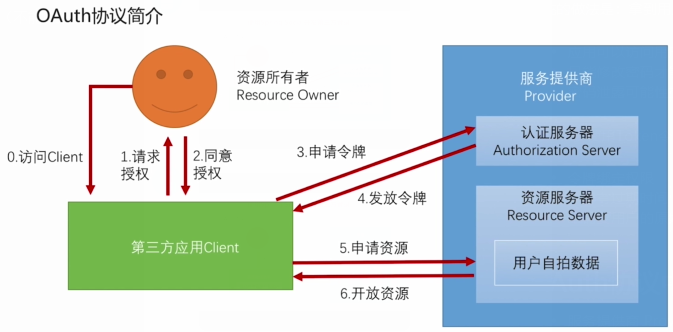 OAuth协议简介
资源所有者
Resource Owner
服务提供商
Provider
认证服务器
Authorization Server
0.访问Client
1.请求
授权
2.同意
授权
3.申请令牌
4.发放令牌
资源服务器
Resource Server
第三方应用Client
5.申请资源
用户自拍数据
6.开放资源